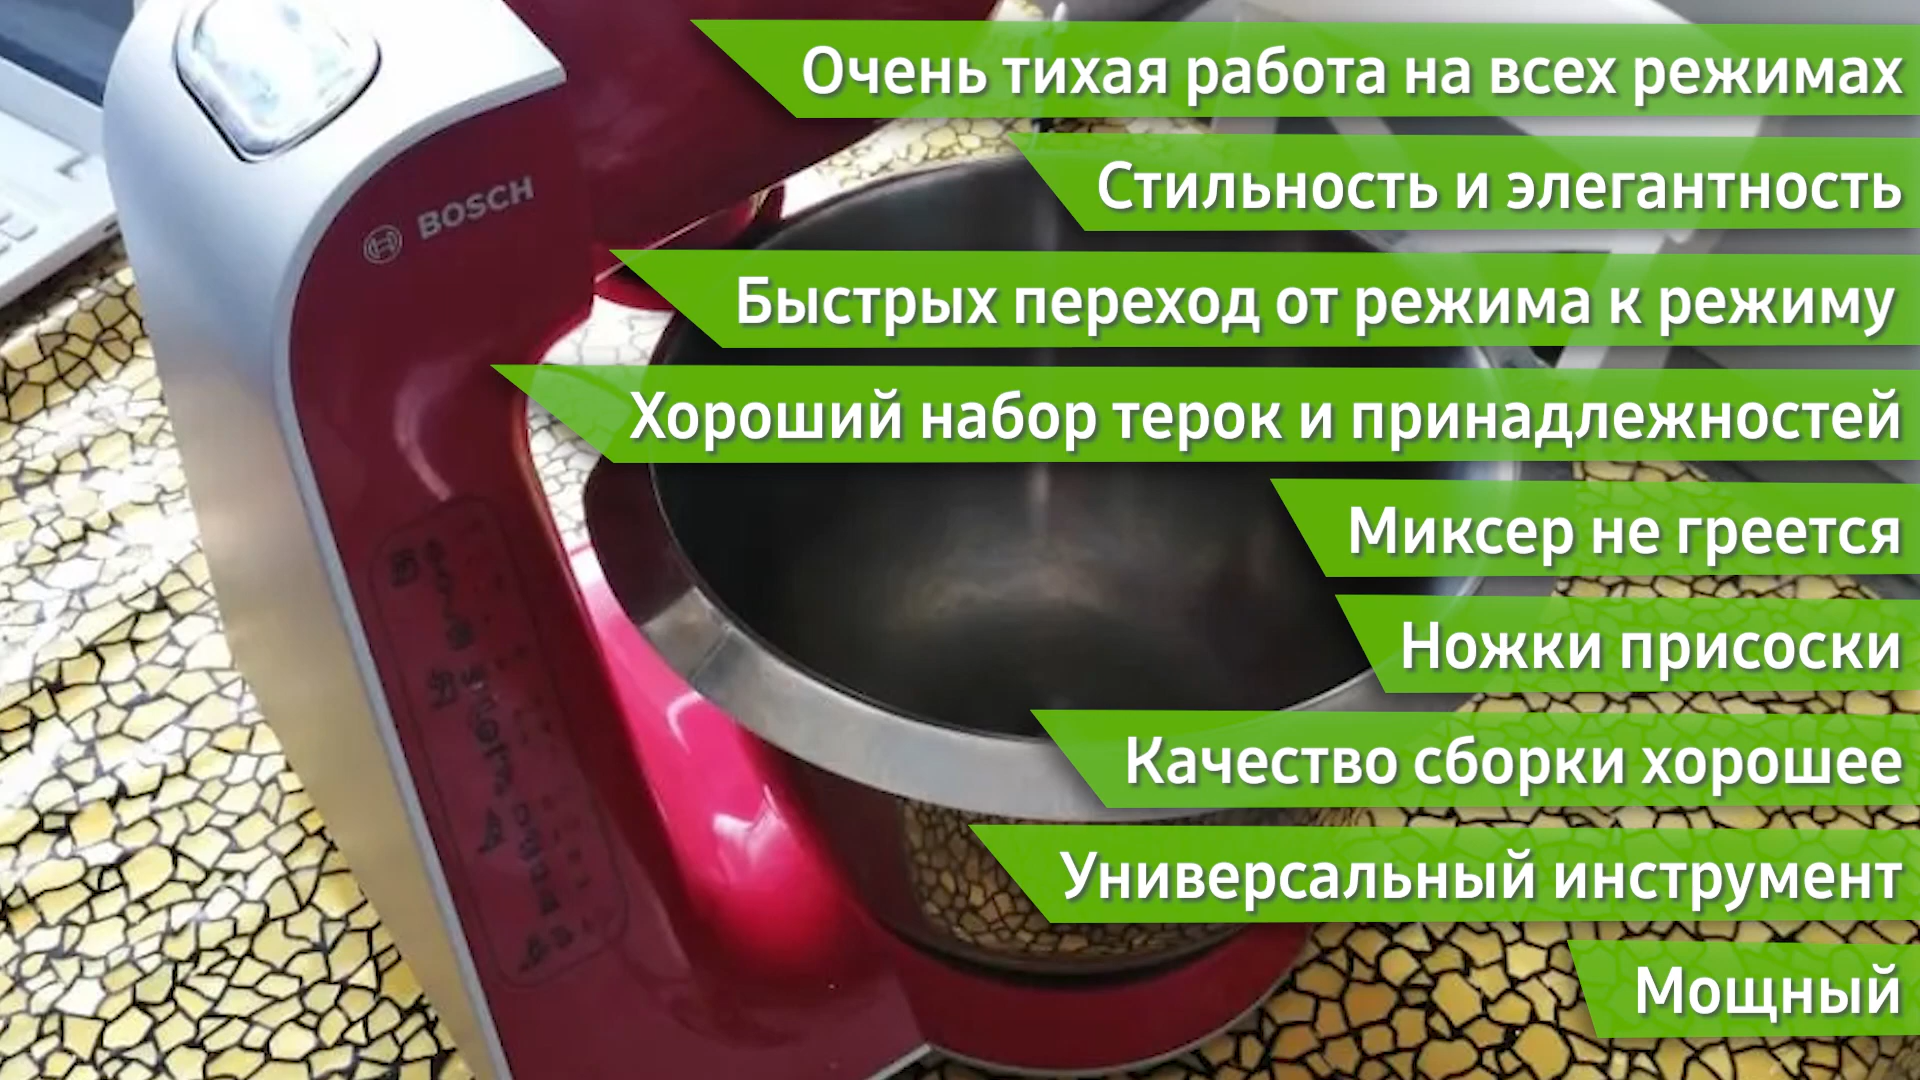 Очень тихая работа на всех режимах
Стильность и элегантность
BOSCH
Быстрых переход от режима к режиму
Хороший набор терок и принадлежностей
Миксер не греется
Ножки присоски
Качество сборки хорошее
Универсальный инструмент
Мощный